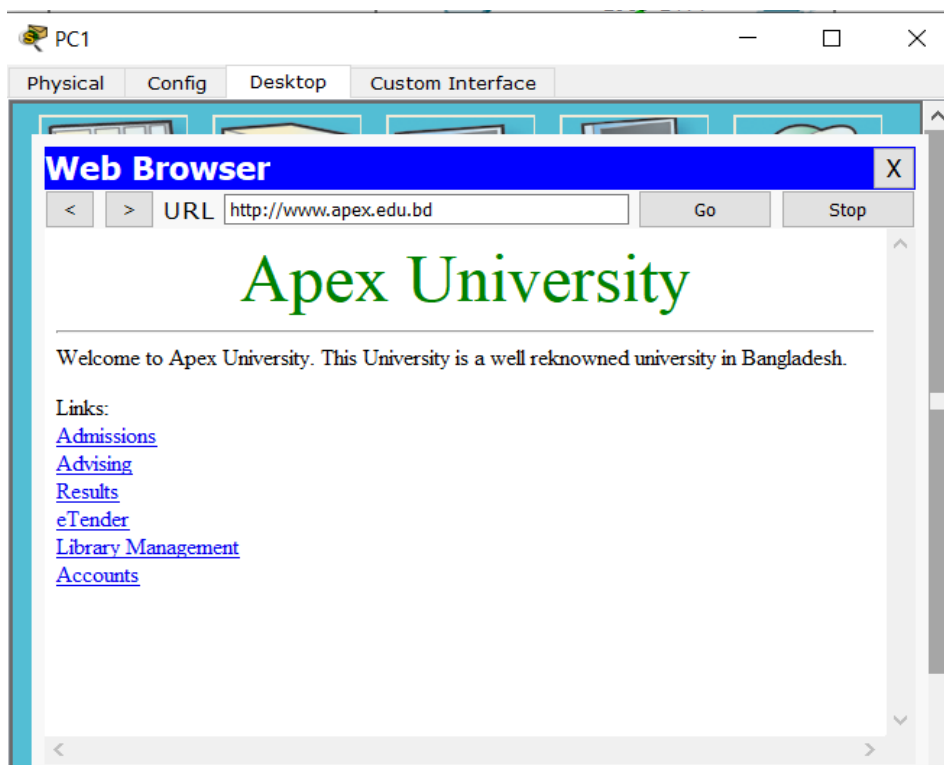 PC1
Physical Config Desktop Custom Interface
Web Browser X
< > URL http://www.apex.edu.bd Go Stop
Apex University
Welcome to Apex University. This University is a well reknowned university in Bangladesh.
Links:
Admissions
Advising
Results
eTender
Library Management
Accounts